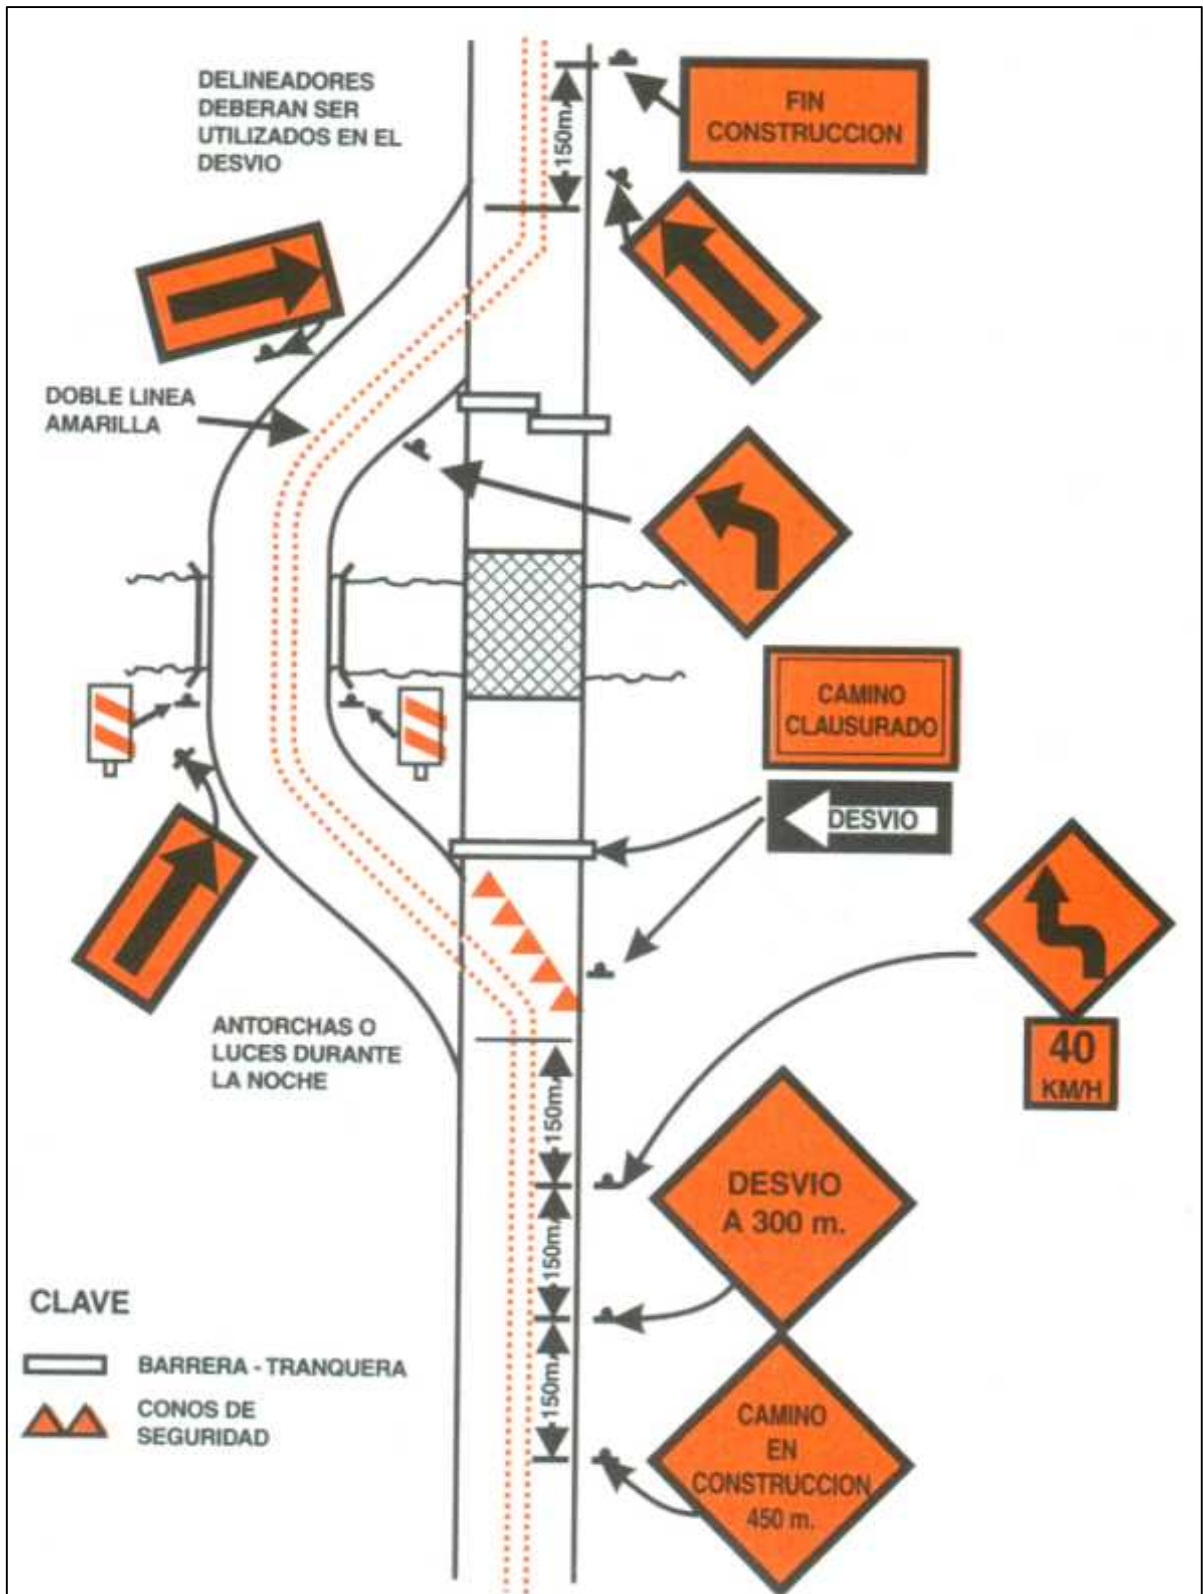 DELINEADORES
DEBERAN SER
UTILIZADOS EN EL
DESVIO
150m
FIN
CONSTRUCCION
DOBLE LINEA
AMARILLA
CAMINO
CLAUSURADO
DESVIO
40
KM/H
ANTORCHAS O
LUCES DURANTE
LA NOCHE
150m
150m
150m
DESVIO
A 300 m.
CAMINO
EN
CONSTRUCCION
450 m.
CLAVE
BARRERA - TRANQUERA
CONOS DE
SEGURIDAD